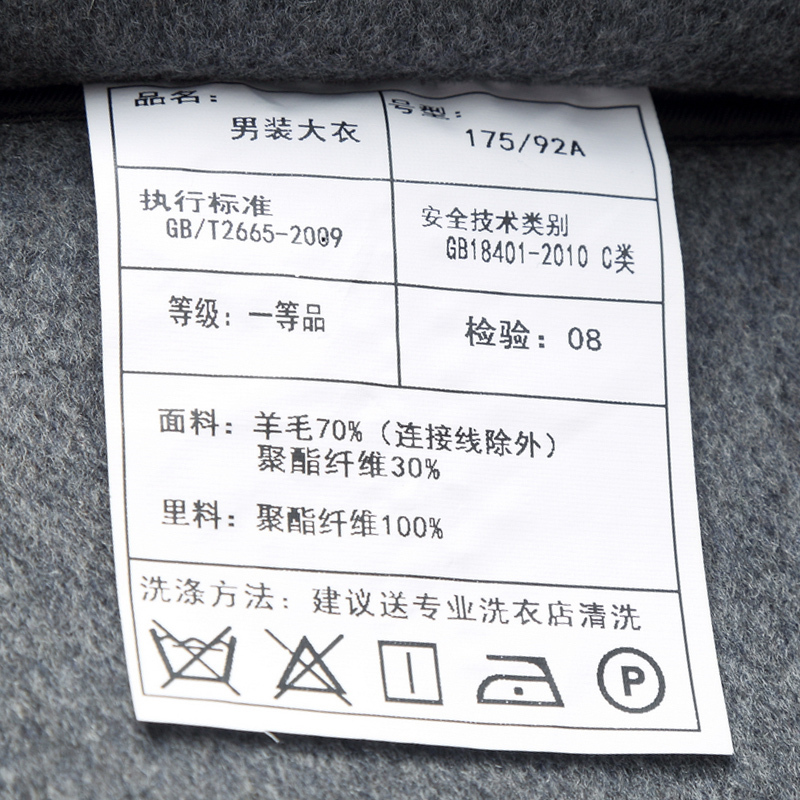 品名：
男装大衣
号型：
175/92A
执行标准
GB/T2665-2009
安全技术类别
GB18401-2010 C类
等级：一等品
检验：08
面料：羊毛70%（连接线除外）
聚酯纤维30%
里料：聚酯纤维100%
洗涤方法：建议送专业洗衣店清洗
P